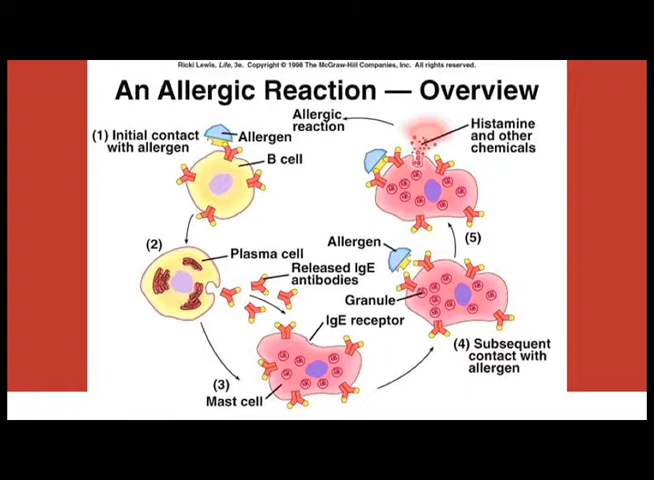 Ricki Lewis, Life, 3e. Copyright © 1998 The McGraw-Hill Companies, Inc. All rights reserved.
An Allergic Reaction — Overview
(1) Initial contact
with allergen
Allergen
B cell
Allergic
reaction
Histamine
and other
chemicals
(2)
Plasma cell
Released IgE
antibodies
Allergen
(5)
Granule
IgE receptor
(3)
Mast cell
(4) Subsequent
contact with
allergen